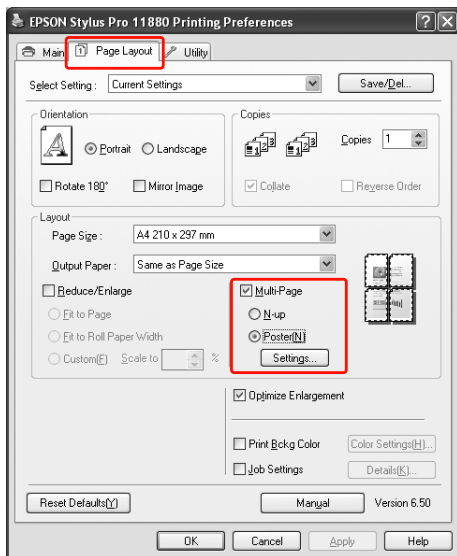 EPSON Stylus Pro 11880 Printing Preferences
Main Page Layout Utility
Select Setting : Current Settings Save/Del...
Orientation Copies
Portrait Landscape Copies 1
Rotate 180° Mirror Image Collate Reverse Order
Layout
Page Size : A4 210 x 297 mm
Output Paper : Same as Page Size
Reduce/Enlarge Multi-Page
Fit to Page N-up
Fit to Roll Paper Width Poster(N)
Custom(F) Scale to % Settings...
Optimize Enlargement
Print Bckg Color Color Settings(H)...
Job Settings Details(K)...
Reset Defaults(Y) Manual Version 6.50
OK Cancel Apply Help